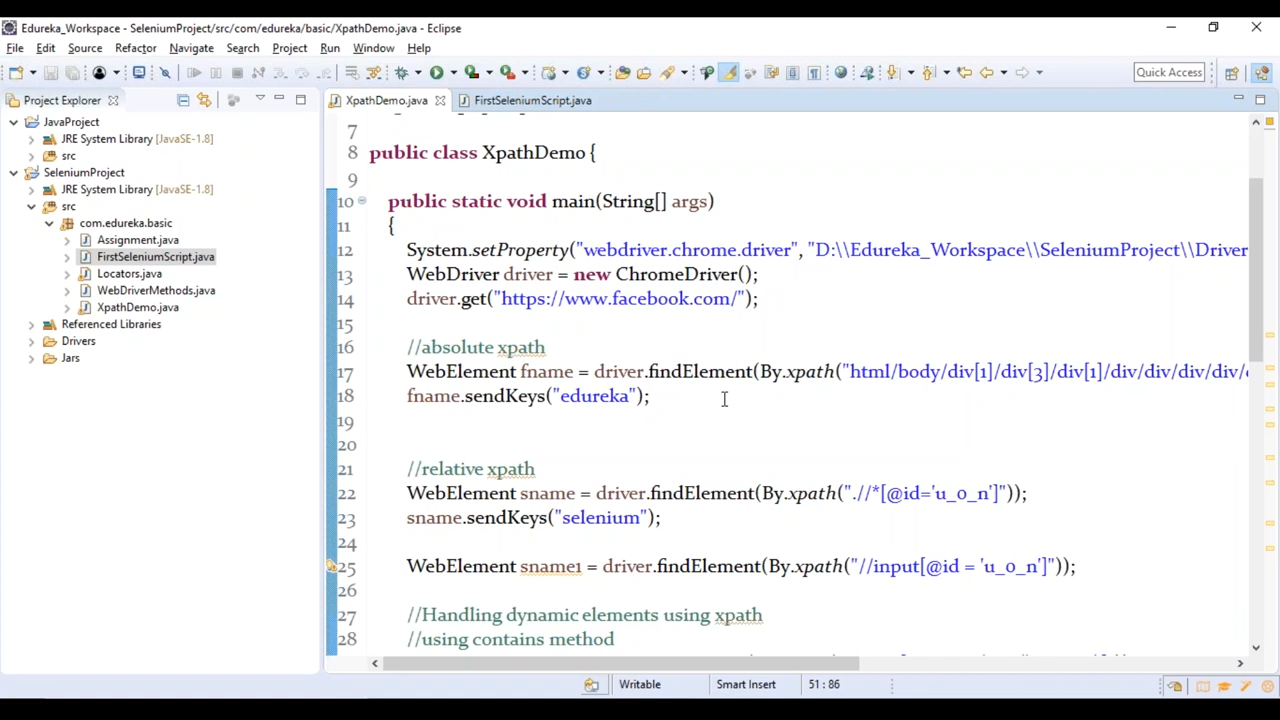 Edureka_Workspace - SeleniumProject/src/com/edureka/basic/XpathDemo.java - Eclipse
File Edit Source Refactor Navigate Search Project Run Window Help
Quick Access
Project Explorer
XpathDemo.java
FirstSeleniumScript.java
JavaProject
JRE System Library [JavaSE-1.8]
src
SeleniumProject
JRE System Library [JavaSE-1.8]
src
com.edureka.basic
Assignment.java
FirstSeleniumScript.java
Locators.java
WebDriverMethods.java
XpathDemo.java
Referenced Libraries
Drivers
Jars
7
8 public class XpathDemo {
9
10 public static void main(String[] args)
11 {
12 System.setProperty("webdriver.chrome.driver", "D:\\Edureka_Workspace\\SeleniumProject\\Driver
13 WebDriver driver = new ChromeDriver();
14 driver.get("https://www.facebook.com/");
15
16 //absolute xpath
17 WebElement fname = driver.findElement(By.xpath("html/body/div[1]/div[3]/div[1]/div/div/div/div/
18 fname.sendKeys("edureka");
19
20
21 //relative xpath
22 WebElement sname = driver.findElement(By.xpath(".//*[@id='u_0_n']"));
23 sname.sendKeys("selenium");
24
25 WebElement sname1 = driver.findElement(By.xpath("//input[@id = 'u_0_n']"));
26
27 //Handling dynamic elements using xpath
28 //using contains method
Writable Smart Insert 51 : 86